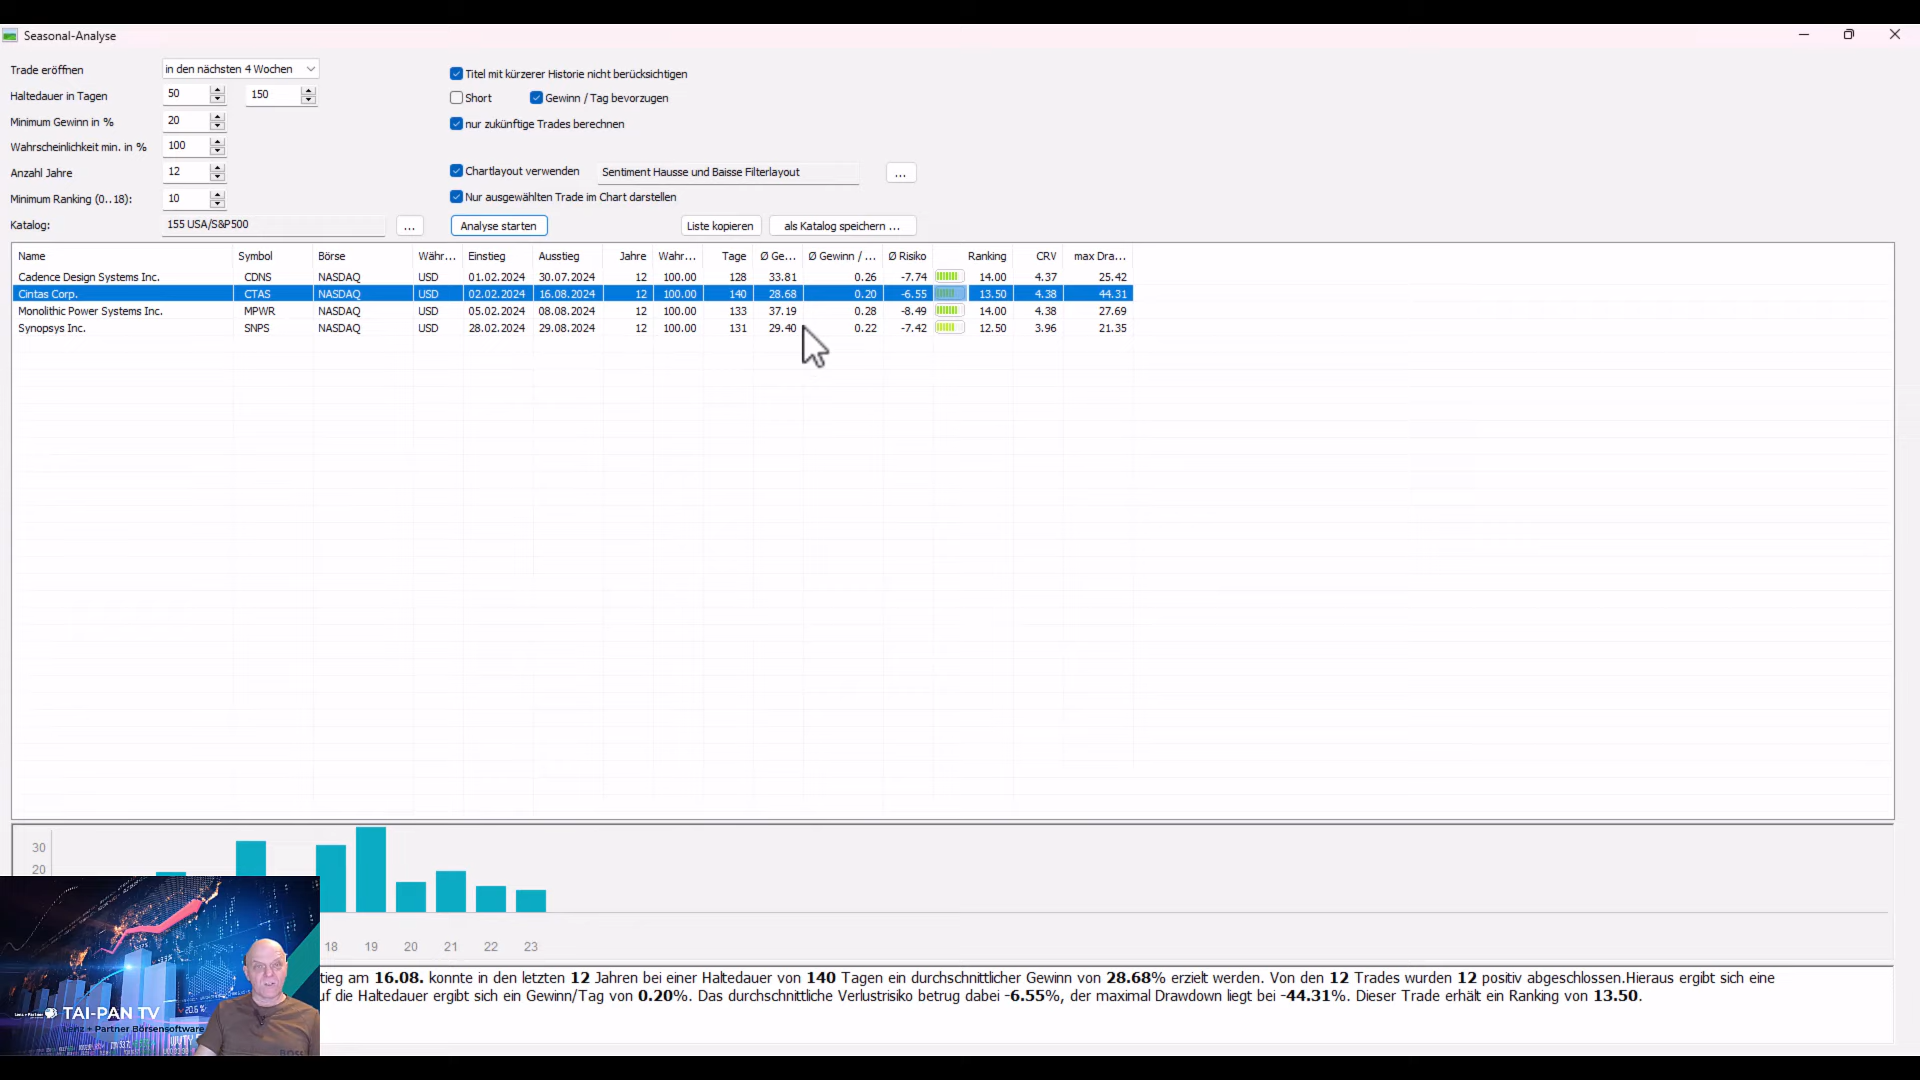 Seasonal-Analyse
Trade eröffnen in den nächsten 4 Wochen
Titel mit kürzerer Historie nicht berücksichtigen
Haltedauer in Tagen 50 150
Short Gewinn / Tag bevorzugen
Minimum Gewinn in % 20
nur zukünftige Trades berechnen
Wahrscheinlichkeit min. in % 100
Anzahl Jahre 12
Chartlayout verwenden Sentiment Hausse und Baisse Filterlayout ...
Minimum Ranking (0..18): 10
Nur ausgewählten Trade im Chart darstellen
Katalog: 155 USA/S&P500 ... Analyse starten Liste kopieren als Katalog speichern ...
Name Symbol Börse Währ... Einstieg Ausstieg Jahre Wahr... Tage Ø Ge... Ø Gewinn / ... Ø Risiko Ranking CRV max Dra...
Cadence Design Systems Inc. CDNS NASDAQ USD 01.02.2024 30.07.2024 12 100.00 128 33.81 0.26 -7.74 14.00 4.37 25.42
Cintas Corp. CTAS NASDAQ USD 02.02.2024 16.08.2024 12 100.00 140 28.68 0.20 -6.55 13.50 4.38 44.31
Monolithic Power Systems Inc. MPWR NASDAQ USD 05.02.2024 08.08.2024 12 100.00 133 37.19 0.28 -8.49 14.00 4.38 27.69
Synopsys Inc. SNPS NASDAQ USD 28.02.2024 29.08.2024 12 100.00 131 29.40 0.22 -7.42 12.50 3.96 21.35
30
20
18 19 20 21 22 23
tieg am 16.08. konnte in den letzten 12 Jahren bei einer Haltedauer von 140 Tagen ein durchschnittlicher Gewinn von 28.68% erzielt werden. Von den 12 Trades wurden 12 positiv abgeschlossen.Hieraus ergibt sich eine
uf die Haltedauer ergibt sich ein Gewinn/Tag von 0.20%. Das durchschnittliche Verlustrisiko betrug dabei -6.55%, der maximal Drawdown liegt bei -44.31%. Dieser Trade erhält ein Ranking von 13.50.
TAI-PAN TV
Lenz + Partner Börsensoftware